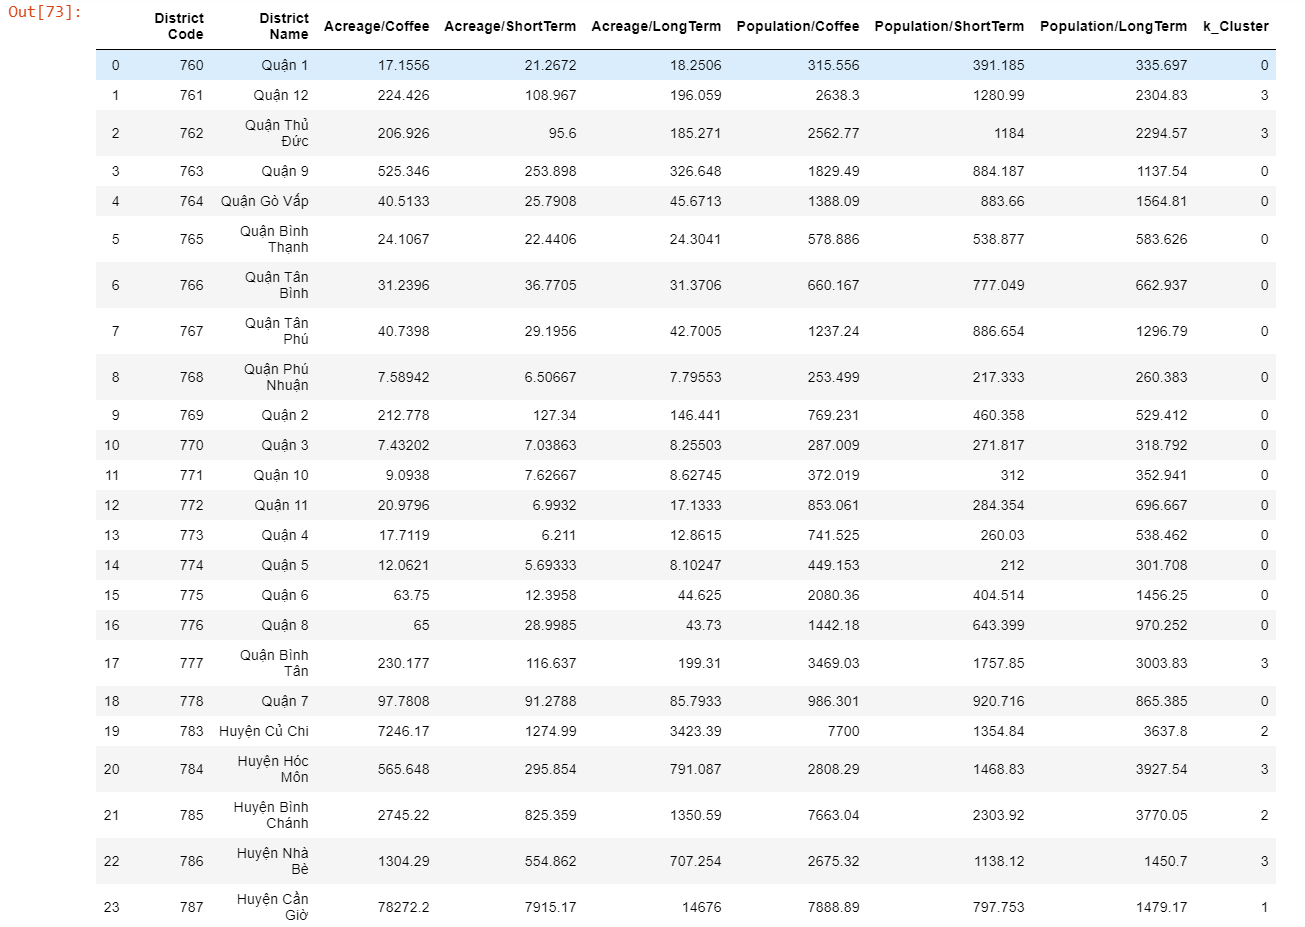 Out[73]:
District Code District Name Acreage/Coffee Acreage/ShortTerm Acreage/LongTerm Population/Coffee Population/ShortTerm Population/LongTerm k_Cluster
0 760 Quận 1 17.1556 21.2672 18.2506 315.556 391.185 335.697 0
1 761 Quận 12 224.426 108.967 196.059 2638.3 1280.99 2304.83 3
2 762 Quận Thủ Đức 206.926 95.6 185.271 2562.77 1184 2294.57 3
3 763 Quận 9 525.346 253.898 326.648 1829.49 884.187 1137.54 0
4 764 Quận Gò Vấp 40.5133 25.7908 45.6713 1388.09 883.66 1564.81 0
5 765 Quận Bình Thạnh 24.1067 22.4406 24.3041 578.886 538.877 583.626 0
6 766 Quận Tân Bình 31.2396 36.7705 31.3706 660.167 777.049 662.937 0
7 767 Quận Tân Phú 40.7398 29.1956 42.7005 1237.24 886.654 1296.79 0
8 768 Quận Phú Nhuận 7.58942 6.50667 7.79553 253.499 217.333 260.383 0
9 769 Quận 2 212.778 127.34 146.441 769.231 460.358 529.412 0
10 770 Quận 3 7.43202 7.03863 8.25503 287.009 271.817 318.792 0
11 771 Quận 10 9.0938 7.62667 8.62745 372.019 312 352.941 0
12 772 Quận 11 20.9796 6.9932 17.1333 853.061 284.354 696.667 0
13 773 Quận 4 17.7119 6.211 12.8615 741.525 260.03 538.462 0
14 774 Quận 5 12.0621 5.69333 8.10247 449.153 212 301.708 0
15 775 Quận 6 63.75 12.3958 44.625 2080.36 404.514 1456.25 0
16 776 Quận 8 65 28.9985 43.73 1442.18 643.399 970.252 0
17 777 Quận Bình Tân 230.177 116.637 199.31 3469.03 1757.85 3003.83 3
18 778 Quận 7 97.7808 91.2788 85.7933 986.301 920.716 865.385 0
19 783 Huyện Củ Chi 7246.17 1274.99 3423.39 7700 1354.84 3637.8 2
20 784 Huyện Hóc Môn 565.648 295.854 791.087 2808.29 1468.83 3927.54 3
21 785 Huyện Bình Chánh 2745.22 825.359 1350.59 7663.04 2303.92 3770.05 2
22 786 Huyện Nhà Bè 1304.29 554.862 707.254 2675.32 1138.12 1450.7 3
23 787 Huyện Cần Giờ 78272.2 7915.17 14676 7888.89 797.753 1479.17 1